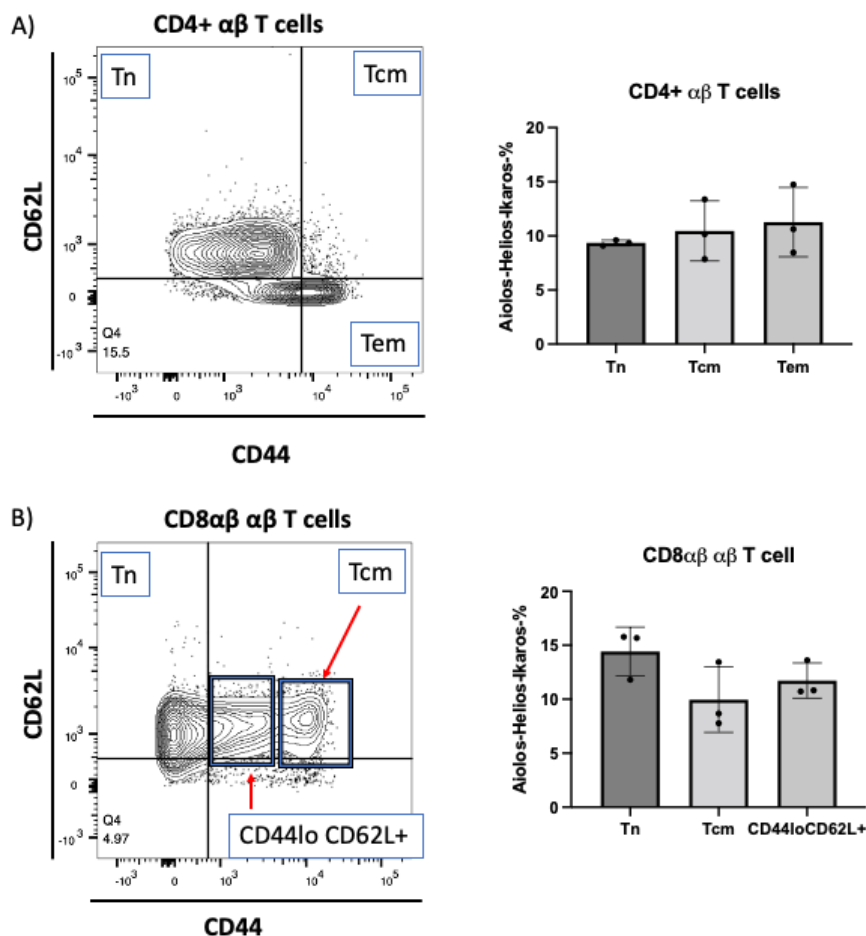 A)
CD4+ αβ T cells
Tn
Tcm
10⁵
10⁴
10³
0
-10³
CD62L
Q4
15.5
Tem
-10³
0
10³
10⁴
10⁵
CD44
CD4+ αβ T cells
Aiolos-Helios-Ikaros-%
20
15
10
5
0
Tn
Tcm
Tem
B)
CD8αβ αβ T cells
Tn
Tcm
10⁵
10⁴
10³
0
-10³
CD62L
Q4
4.97
CD44lo CD62L+
-10³
0
10³
10⁴
10⁵
CD44
CD8αβ αβ T cell
Aiolos-Helios-Ikaros-%
20
15
10
5
0
Tn
Tcm
CD44loCD62L+